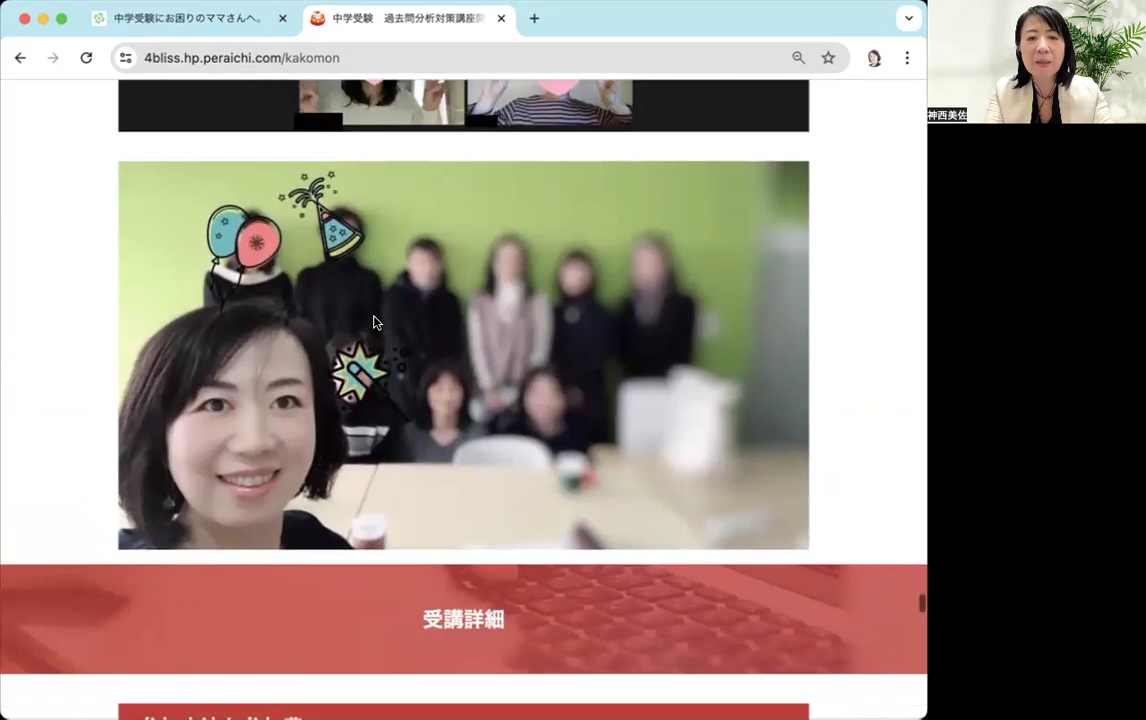 中学受験にお困りのママさんへ。
中学受験 過去問分析対策講座
4bliss.hp.peraichi.com/kakomon
神西美佐
受講詳細